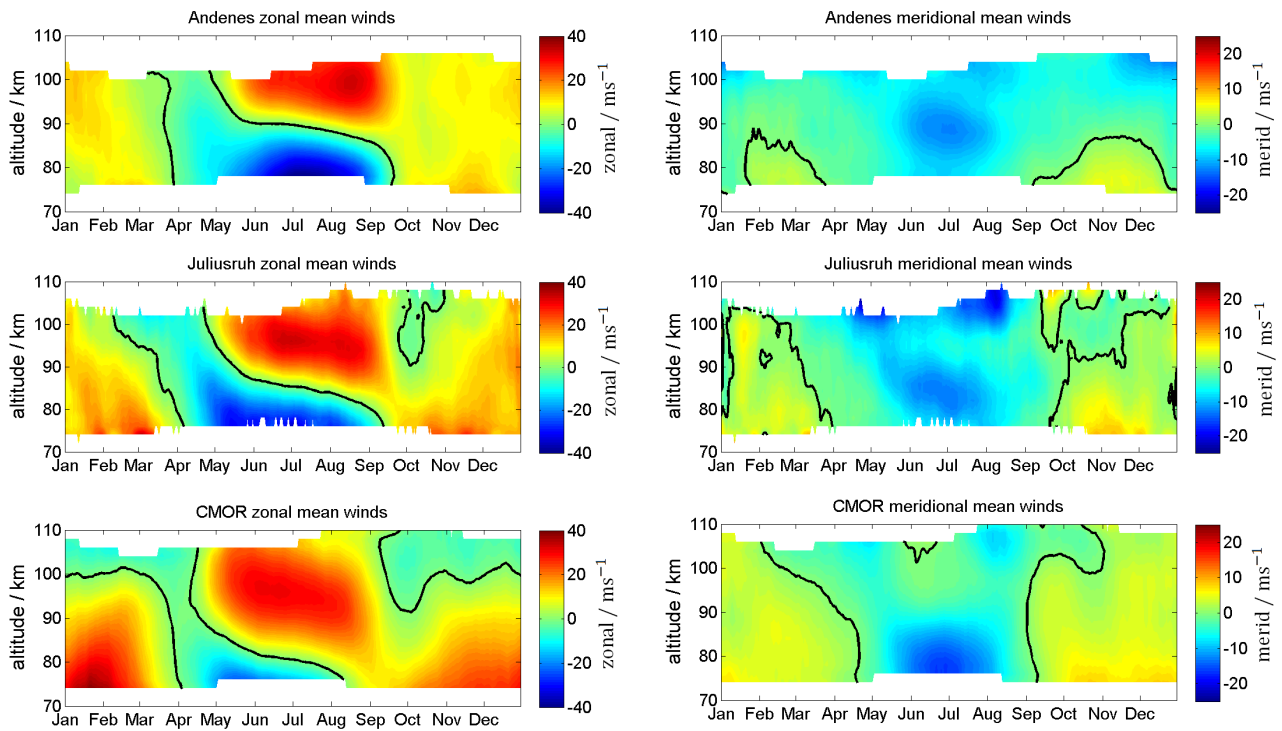 Andenes zonal mean winds
110
100
90
80
70
altitude / km
Jan Feb Mar Apr May Jun Jul Aug Sep Oct Nov Dec
40
20
0
-20
-40
zonal / ms⁻¹
Andenes meridional mean winds
110
100
90
80
70
altitude / km
Jan Feb Mar Apr May Jun Jul Aug Sep Oct Nov Dec
20
10
0
-10
-20
merid / ms⁻¹
Juliusruh zonal mean winds
110
100
90
80
70
altitude / km
Jan Feb Mar Apr May Jun Jul Aug Sep Oct Nov Dec
40
20
0
-20
-40
zonal / ms⁻¹
Juliusruh meridional mean winds
110
100
90
80
70
altitude / km
Jan Feb Mar Apr May Jun Jul Aug Sep Oct Nov Dec
20
10
0
-10
-20
merid / ms⁻¹
CMOR zonal mean winds
110
100
90
80
70
altitude / km
Jan Feb Mar Apr May Jun Jul Aug Sep Oct Nov Dec
40
20
0
-20
-40
zonal / ms⁻¹
CMOR meridional mean winds
110
100
90
80
70
altitude / km
Jan Feb Mar Apr May Jun Jul Aug Sep Oct Nov Dec
20
10
0
-10
-20
merid / ms⁻¹